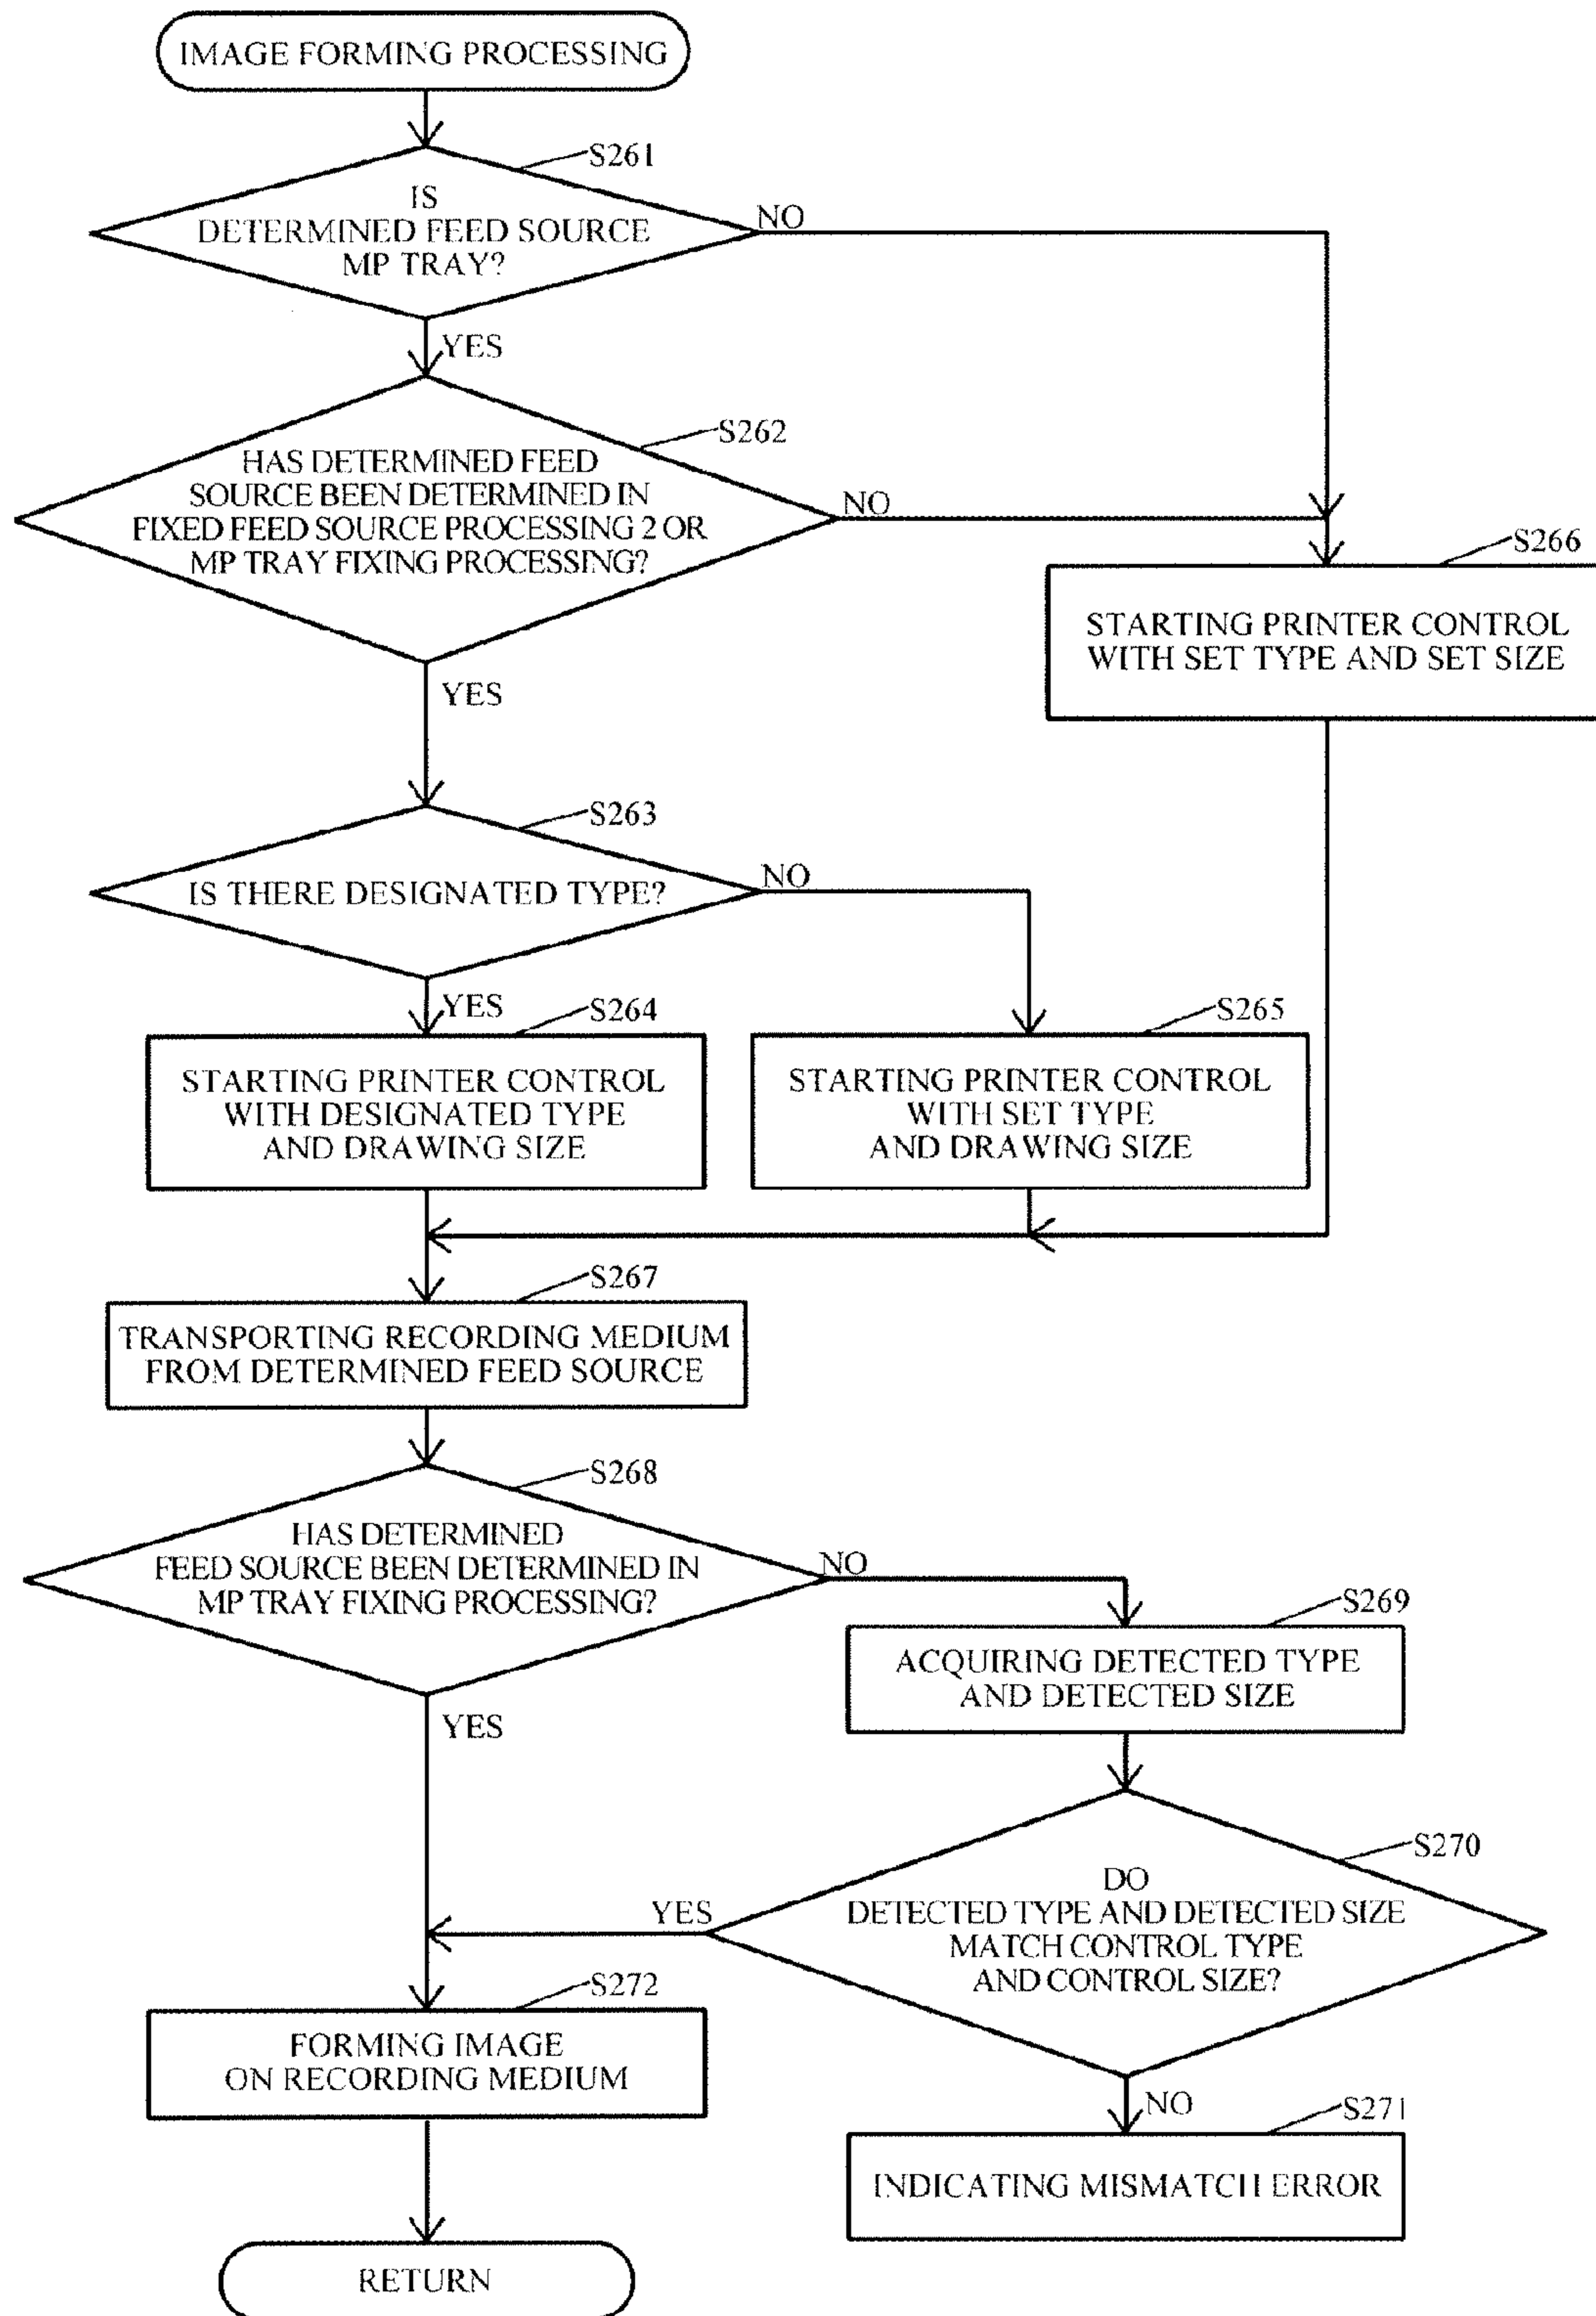 IMAGE FORMING PROCESSING
S261
IS
DETERMINED FEED SOURCE
MP TRAY?
NO
YES
S262
HAS DETERMINED FEED
SOURCE BEEN DETERMINED IN
FIXED FEED SOURCE PROCESSING 2 OR
MP TRAY FIXING PROCESSING?
NO
S266
STARTING PRINTER CONTROL
WITH SET TYPE AND SET SIZE
YES
S263
IS THERE DESIGNATED TYPE?
NO
YES
S264
STARTING PRINTER CONTROL
WITH DESIGNATED TYPE
AND DRAWING SIZE
S265
STARTING PRINTER CONTROL
WITH SET TYPE
AND DRAWING SIZE
S267
TRANSPORTING RECORDING MEDIUM
FROM DETERMINED FEED SOURCE
S268
HAS DETERMINED
FEED SOURCE BEEN DETERMINED IN
MP TRAY FIXING PROCESSING?
NO
S269
ACQUIRING DETECTED TYPE
AND DETECTED SIZE
YES
S270
DO
DETECTED TYPE AND DETECTED SIZE
MATCH CONTROL TYPE
AND CONTROL SIZE?
YES
S272
FORMING IMAGE
ON RECORDING MEDIUM
NO
S271
INDICATING MISMATCH ERROR
RETURN